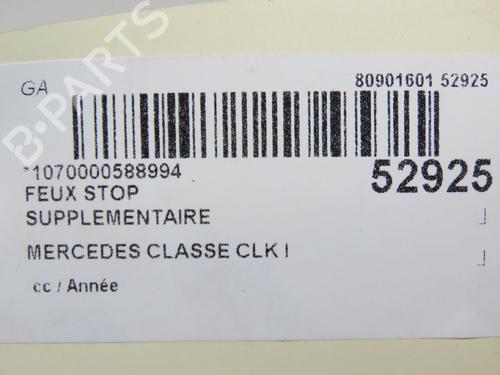 GA
80901601 52925
*1070000588994
52925
FEUX STOP
SUPPLEMENTAIRE
MERCEDES CLASSE CLK I
cc / Année
B-PARTS